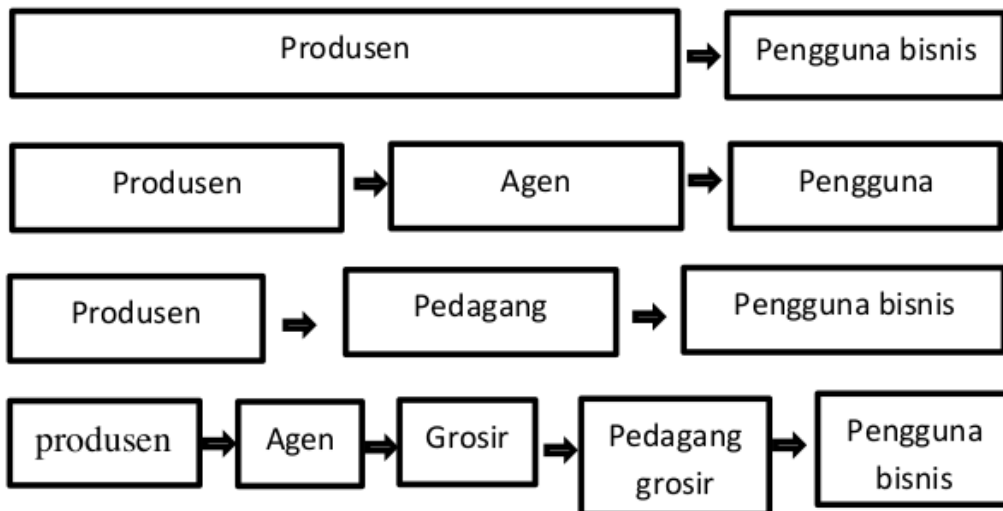 Produsen
Pengguna bisnis
Produsen
Agen
Pengguna
Produsen
Pedagang
Pengguna bisnis
produsen
Agen
Grosir
Pedagang
grosir
Pengguna
bisnis